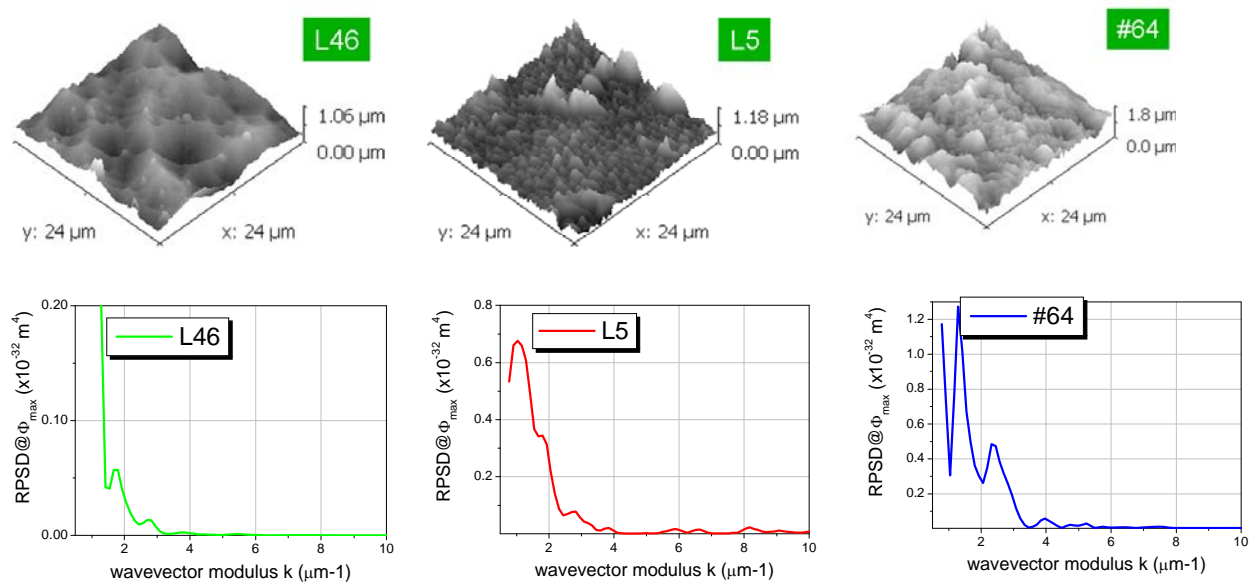 L46
1.06 µm
0.00 µm
y: 24 µm
x: 24 µm
L5
1.18 µm
0.00 µm
y: 24 µm
x: 24 µm
#64
1.8 µm
0.0 µm
y: 24 µm
x: 24 µm
0.20
0.10
0.00
2 4 6 8 10
RPSD@Φmax (x10-32 m4)
wavevector modulus k (µm-1)
L46
0.8
0.6
0.4
0.2
2 4 6 8 10
RPSD@Φmax (x10-32 m4)
wavevector modulus k (µm-1)
L5
1.2
1.0
0.8
0.6
0.4
0.2
2 4 6 8 10
RPSD@Φmax (x10-32 m4)
wavevector modulus k (µm-1)
#64